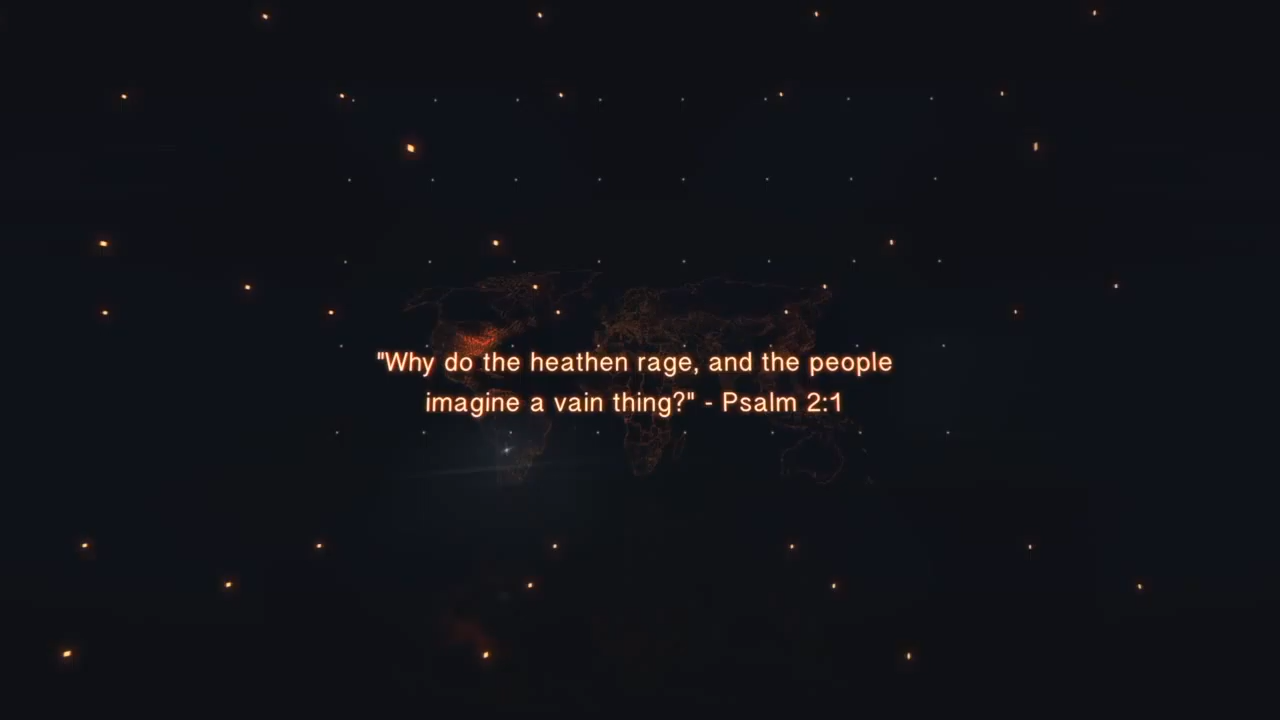 "Why do the heathen rage, and the people
imagine a vain thing?" - Psalm 2:1